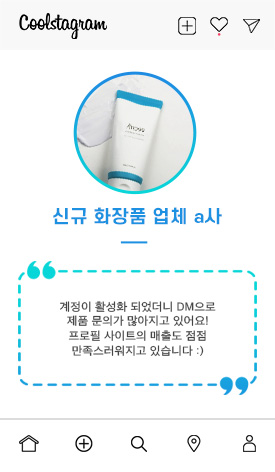 Coolstagram
신규 화장품 업체 a사
계정이 활성화 되었더니 DM으로
제품 문의가 많아지고 있어요!
프로필 사이트의 매출도 점점
만족스러워지고 있습니다 :)